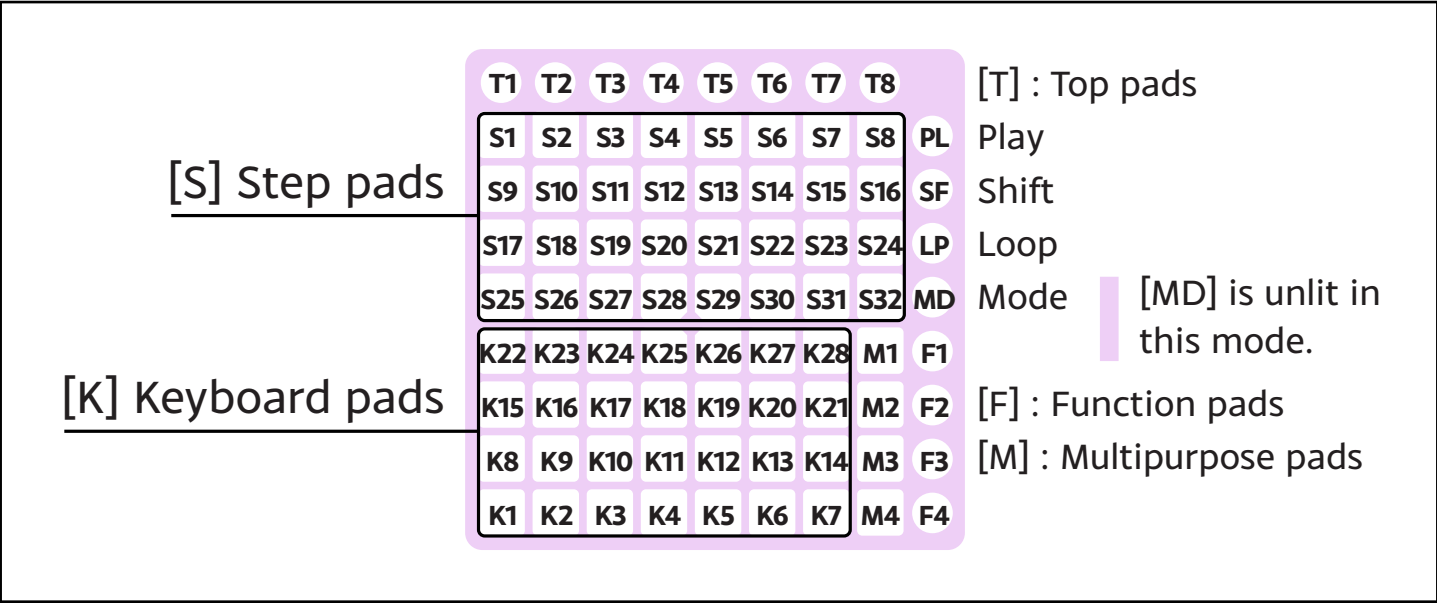 T1 T2 T3 T4 T5 T6 T7 T8 [T] : Top pads
S1 S2 S3 S4 S5 S6 S7 S8 PL Play
[S] Step pads S9 S10 S11 S12 S13 S14 S15 S16 SF Shift
S17 S18 S19 S20 S21 S22 S23 S24 LP Loop
S25 S26 S27 S28 S29 S30 S31 S32 MD Mode [MD] is unlit in
this mode.
K22 K23 K24 K25 K26 K27 K28 M1 F1
[K] Keyboard pads K15 K16 K17 K18 K19 K20 K21 M2 F2 [F] : Function pads
K8 K9 K10 K11 K12 K13 K14 M3 F3 [M] : Multipurpose pads
K1 K2 K3 K4 K5 K6 K7 M4 F4